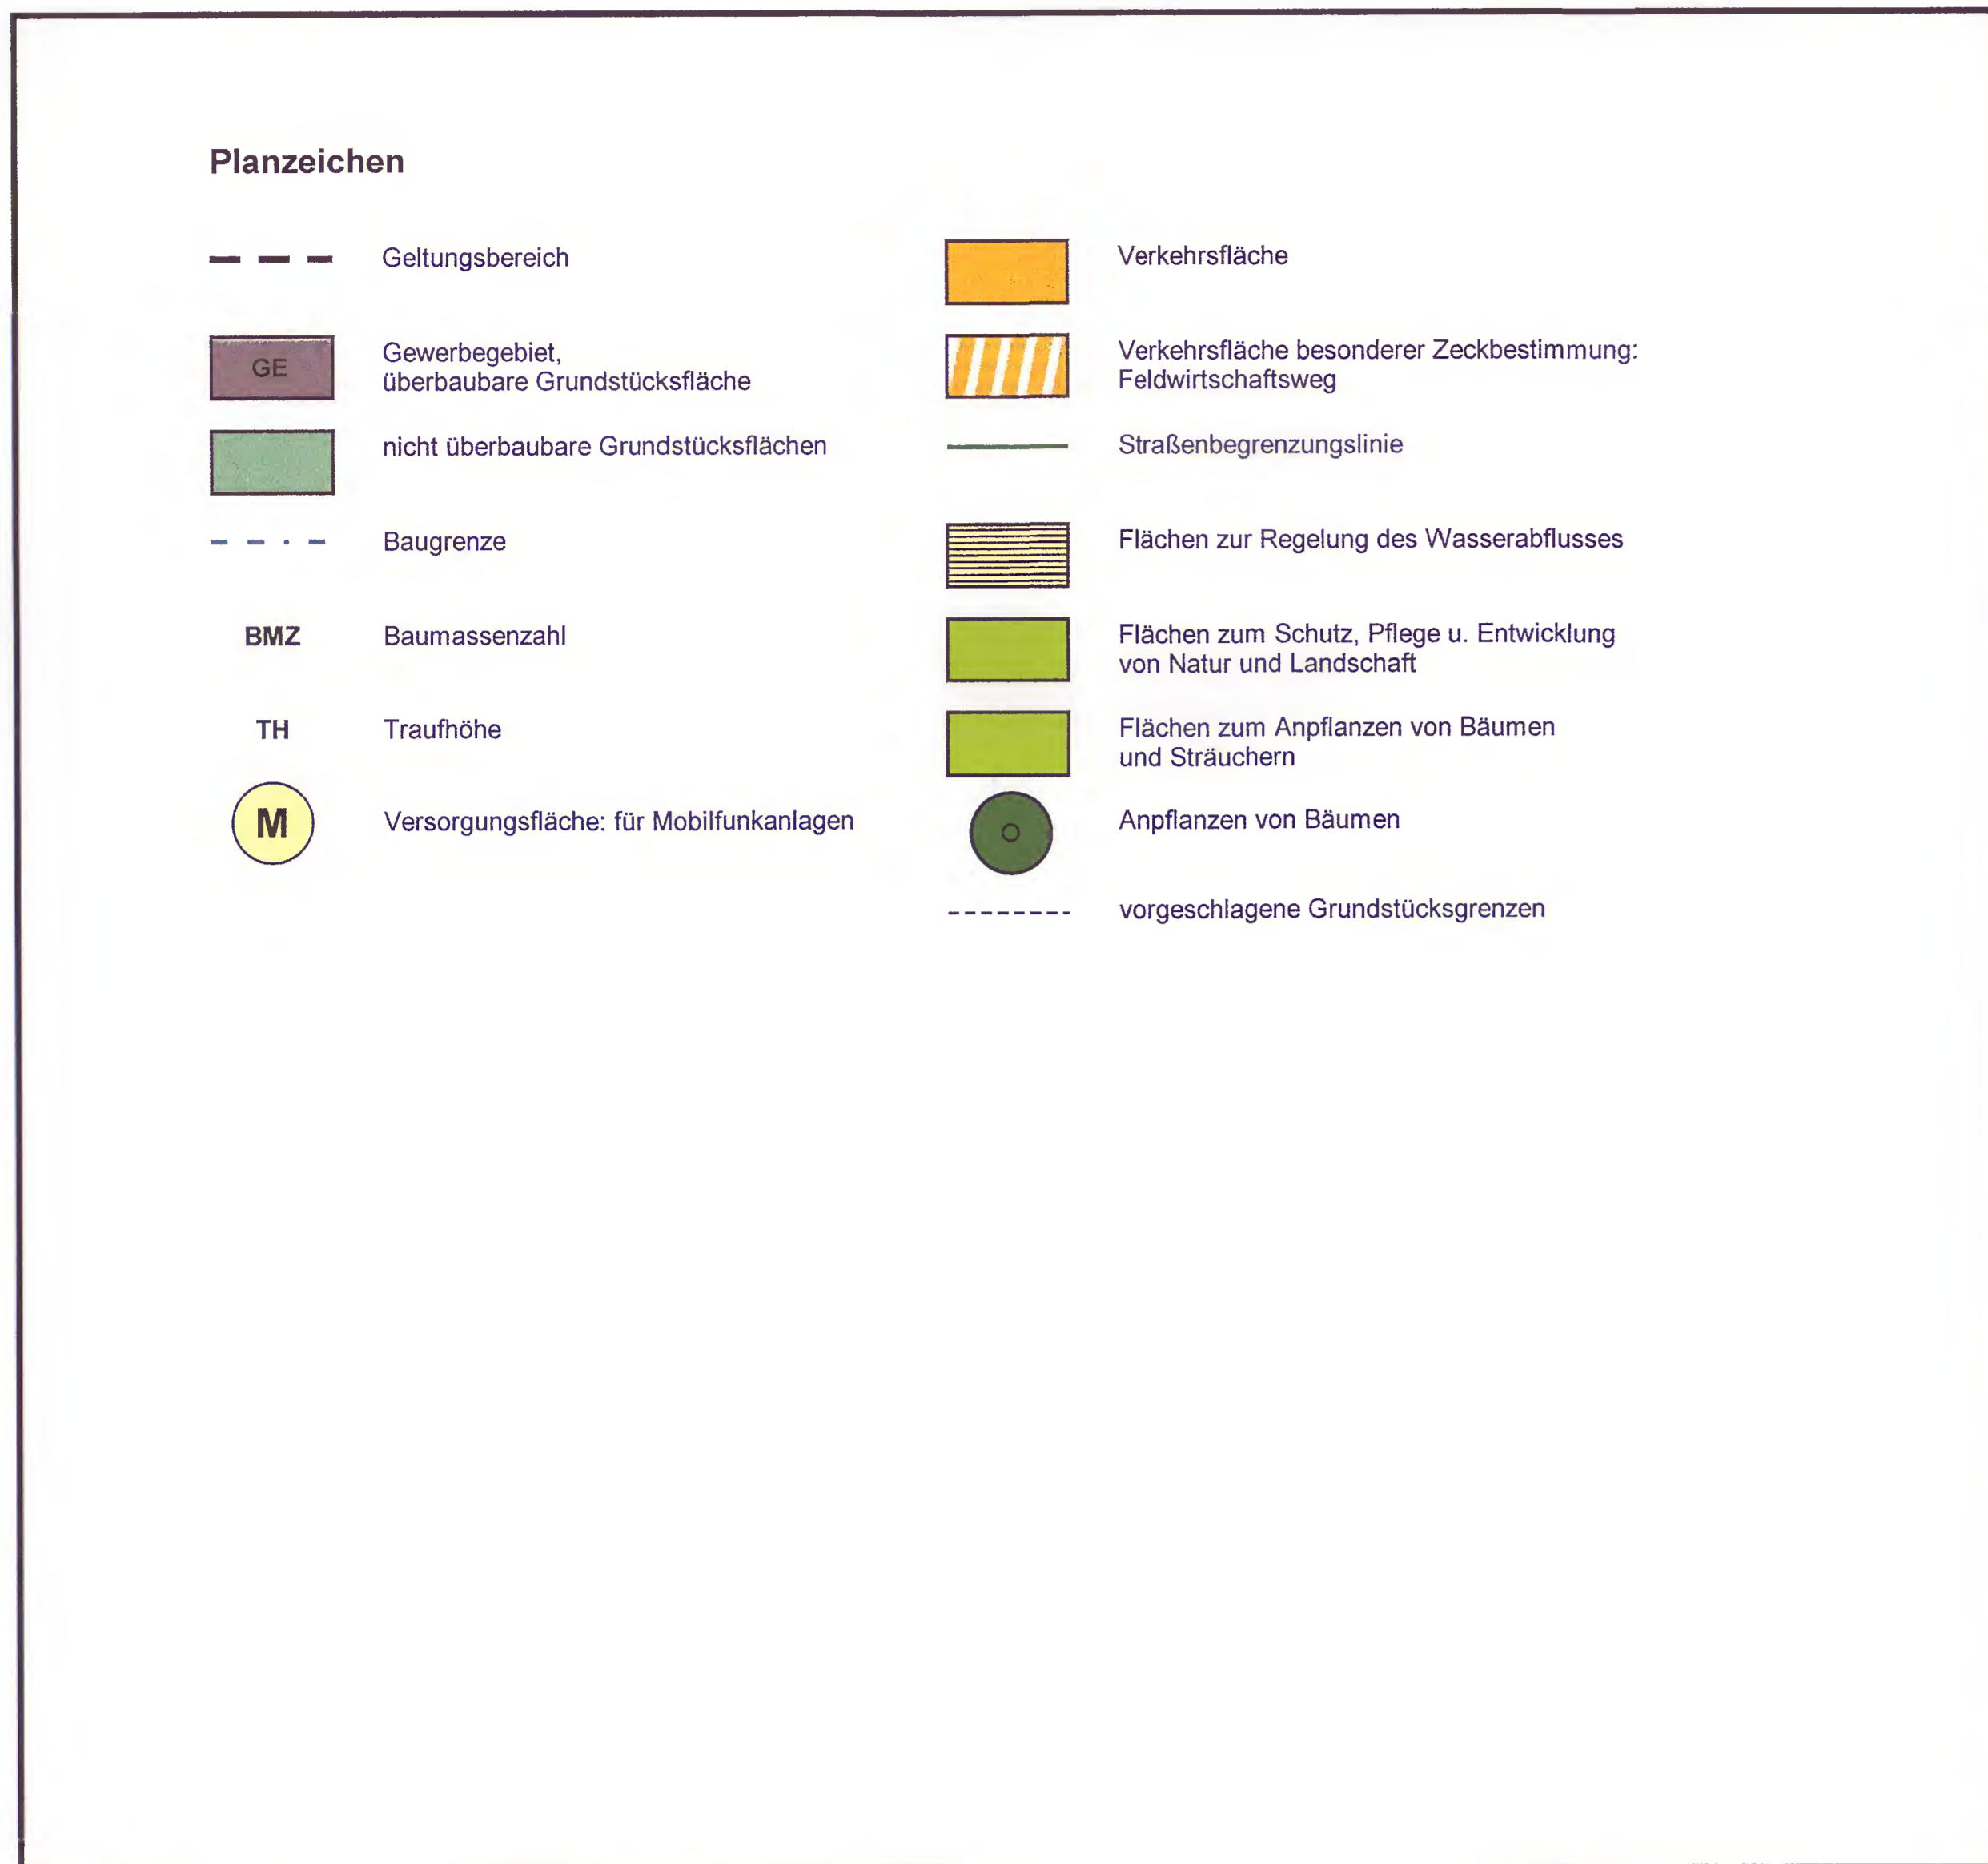 Planzeichen
Geltungsbereich
GE
Gewerbegebiet,
überbaubare Grundstücksfläche
nicht überbaubare Grundstücksflächen
Baugrenze
BMZ
Baumassenzahl
TH
Traufhöhe
M
Versorgungsfläche: für Mobilfunkanlagen
Verkehrsfläche
Verkehrsfläche besonderer Zeckbestimmung:
Feldwirtschaftsweg
Straßenbegrenzungslinie
Flächen zur Regelung des Wasserabflusses
Flächen zum Schutz, Pflege u. Entwicklung
von Natur und Landschaft
Flächen zum Anpflanzen von Bäumen
und Sträuchern
Anpflanzen von Bäumen
vorgeschlagene Grundstücksgrenzen